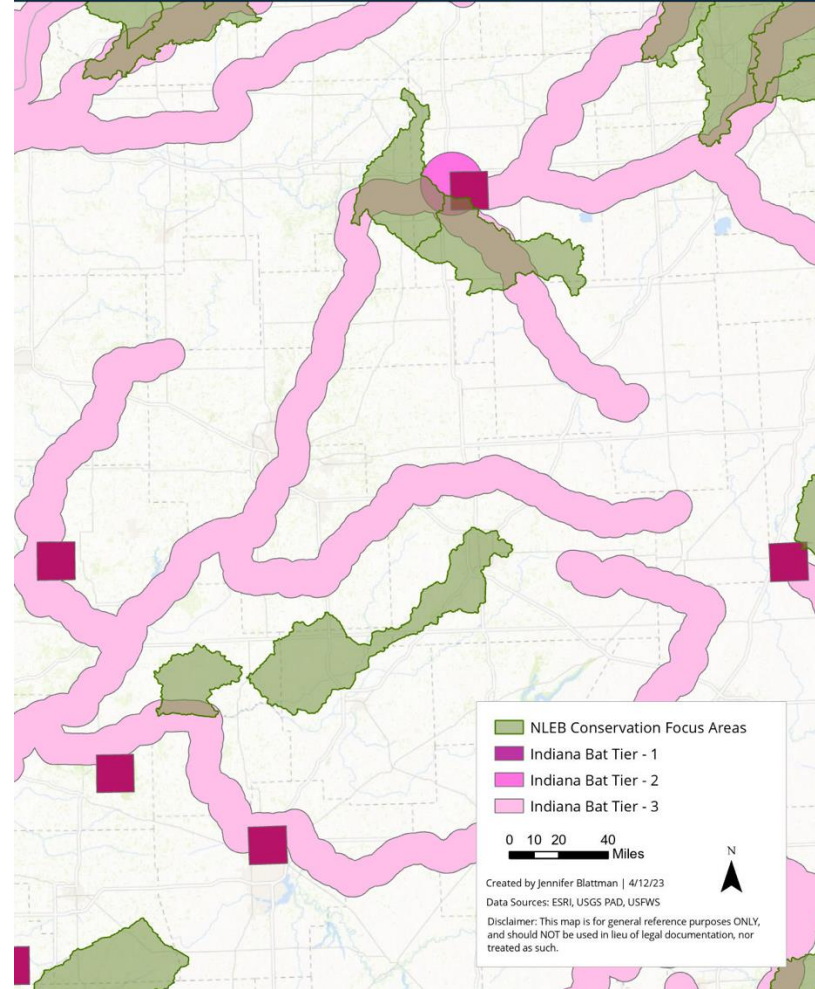 NLEB Conservation Focus Areas
Indiana Bat Tier - 1
Indiana Bat Tier - 2
Indiana Bat Tier - 3
0 10 20 40
Miles
N
Created by Jennifer Blattman | 4/12/23
Data Sources: ESRI, USGS PAD, USFWS
Disclaimer: This map is for general reference purposes ONLY,
and should NOT be used in lieu of legal documentation, nor
treated as such.